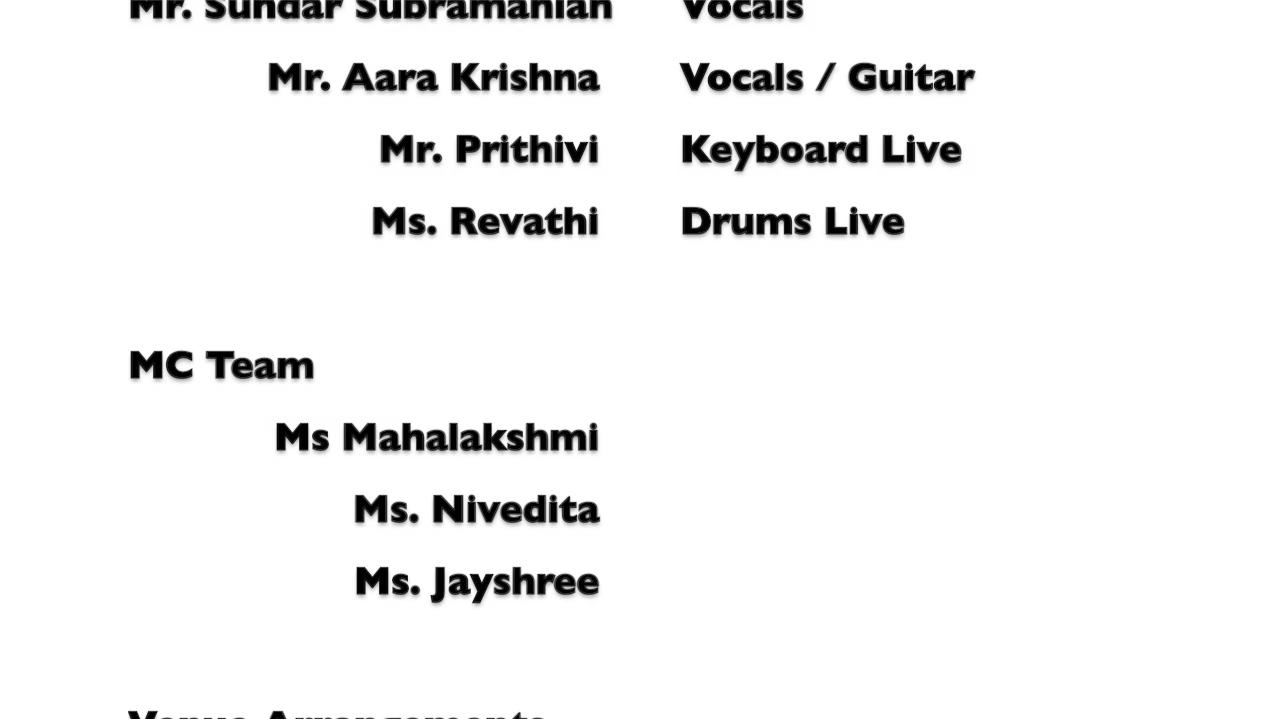 Mr. Sundar Subramanian Vocals
Mr. Aara Krishna Vocals / Guitar
Mr. Prithivi Keyboard Live
Ms. Revathi Drums Live
MC Team
Ms Mahalakshmi
Ms. Nivedita
Ms. Jayshree
Venue Arrangements